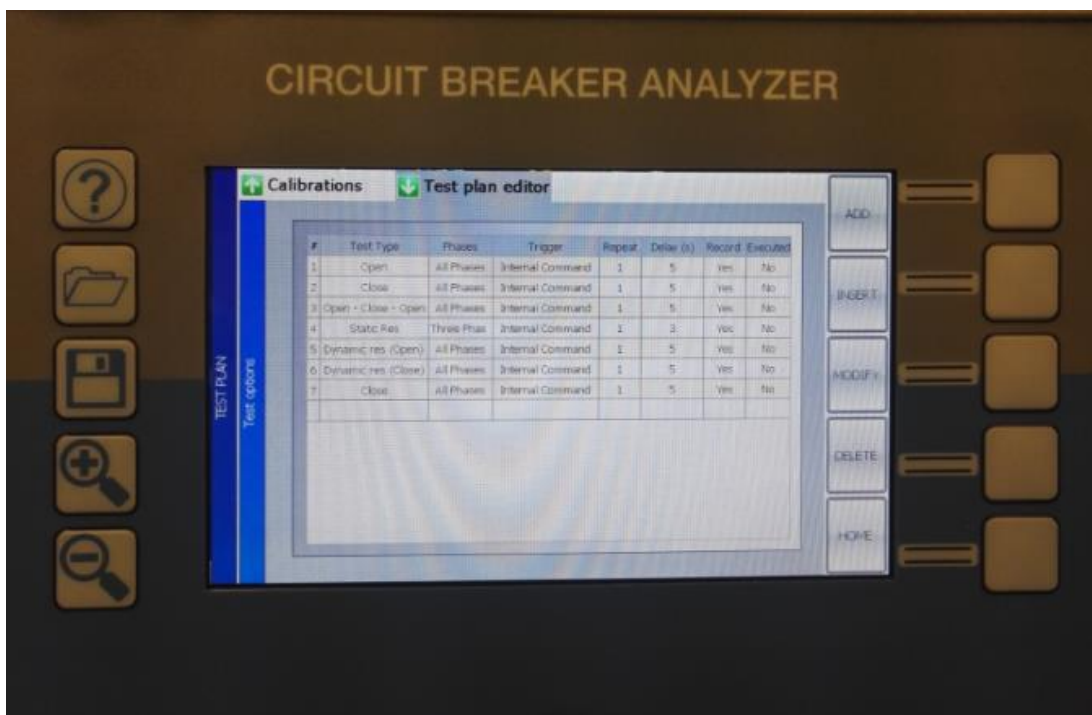 CIRCUIT BREAKER ANALYZER
Calibrations Test plan editor
# Test Type Phases Trigger Repeat Delay (s) Record Executed
1 Open All Phases Internal Command 1 5 Yes No
2 Close All Phases Internal Command 1 5 Yes No
3 Open - Close - Open All Phases Internal Command 1 5 Yes No
4 Static Res Three Phas Internal Command 1 3 Yes No
5 Dynamic res (Open) All Phases Internal Command 1 5 Yes No
6 Dynamic res (Close) All Phases Internal Command 1 5 Yes No
7 Close All Phases Internal Command 1 5 Yes No
TEST PLAN
Test options
ADD
INSERT
MODIFY
DELETE
HOME